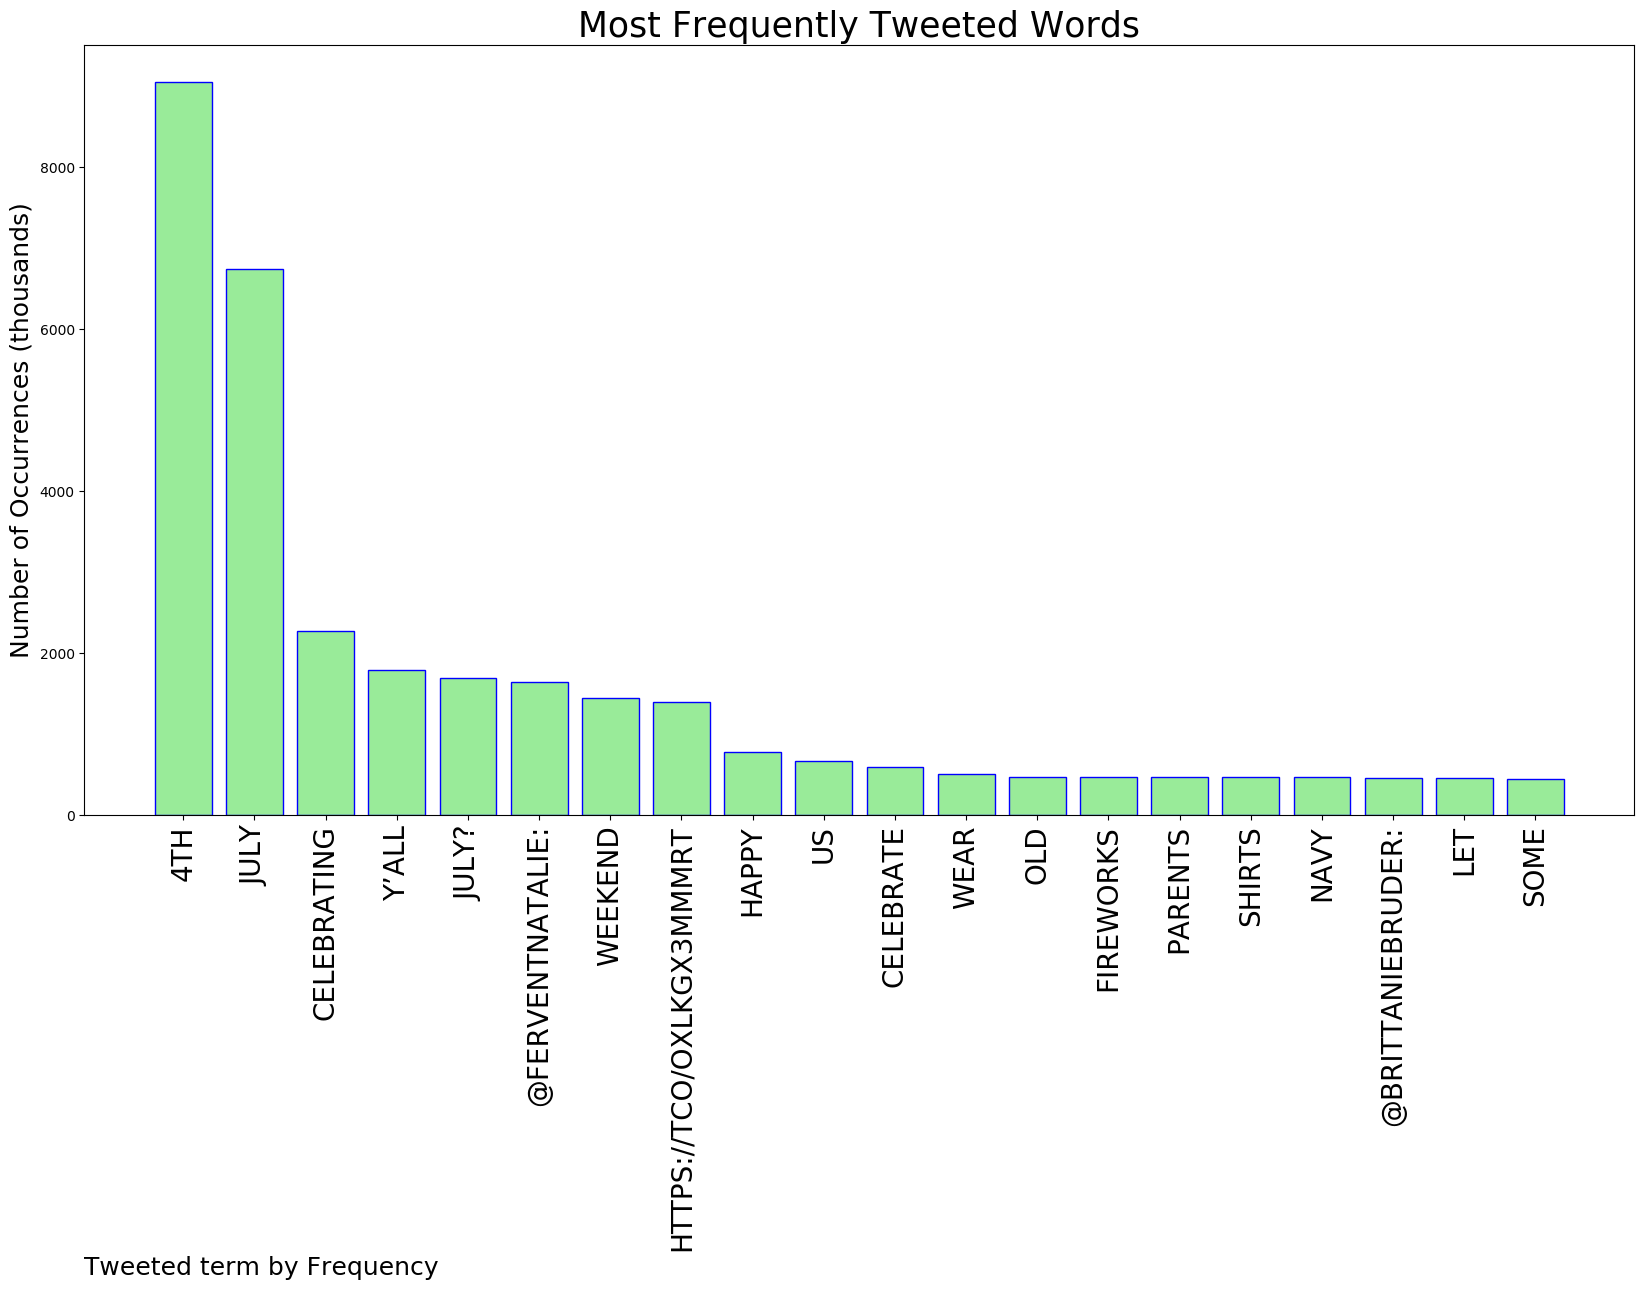 Most Frequently Tweeted Words
Number of Occurrences (thousands)
8000
6000
4000
2000
0
4TH
JULY
CELEBRATING
Y’ALL
JULY?
@FERVENTNATALIE:
WEEKEND
HTTPS://TCO/OXLKGX3MMMRT
HAPPY
US
CELEBRATE
WEAR
OLD
FIREWORKS
PARENTS
SHIRTS
NAVY
@BRITTANIEBRUDER:
LET
SOME
Tweeted term by Frequency